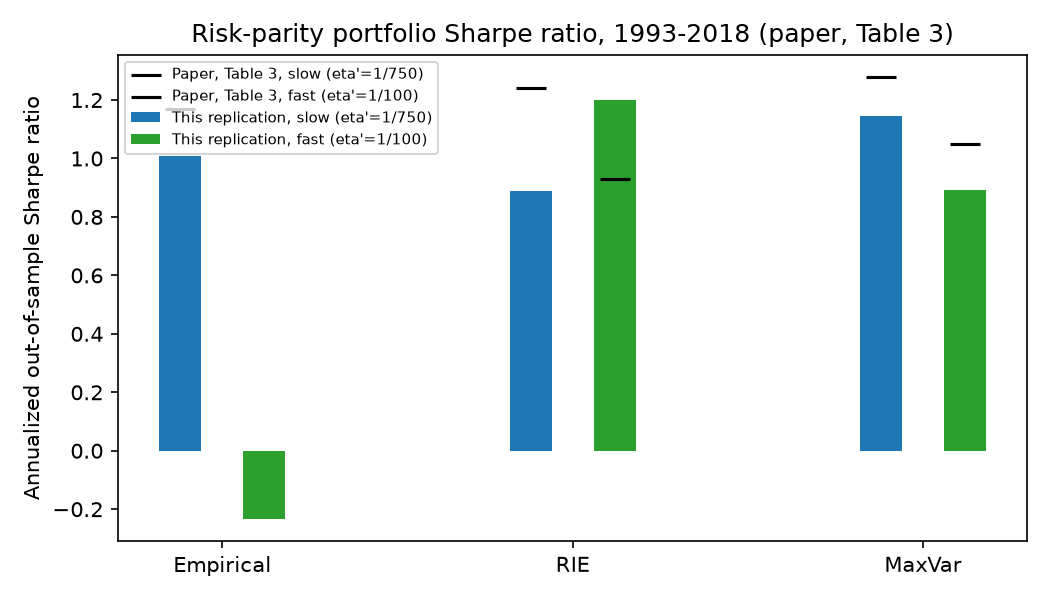 Risk-parity portfolio Sharpe ratio, 1993-2018 (paper, Table 3)
Annualized out-of-sample Sharpe ratio
Paper, Table 3, slow (eta'=1/750)
Paper, Table 3, fast (eta'=1/100)
This replication, slow (eta'=1/750)
This replication, fast (eta'=1/100)
1.2
1.0
0.8
0.6
0.4
0.2
0.0
−0.2
Empirical
RIE
MaxVar